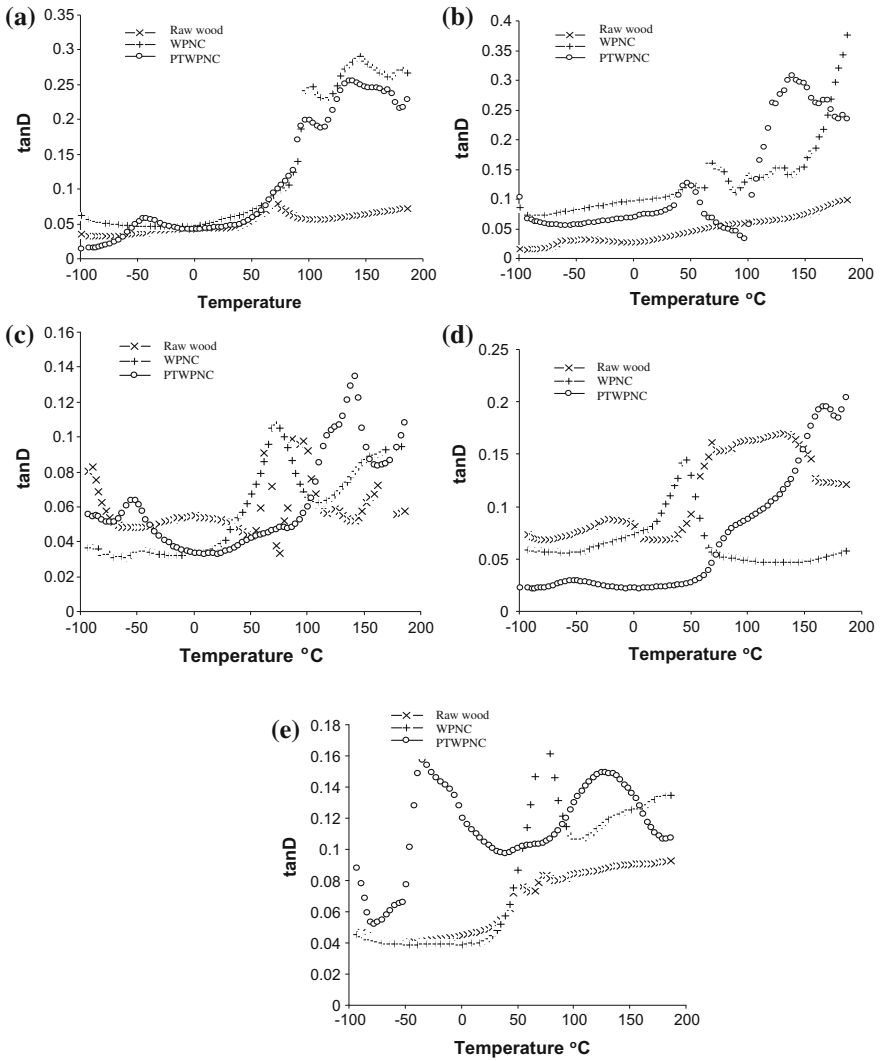 (a)
Raw wood
WPNC
PTWPNC
0.35
0.3
0.25
0.2
0.15
0.1
0.05
0
tanD
-100 -50 0 50 100 150 200
Temperature
(b)
Raw wood
WPNC
PTWPNC
0.4
0.35
0.3
0.25
0.2
0.15
0.1
0.05
0
tanD
-100 -50 0 50 100 150 200
Temperature °C
(c)
Raw wood
WPNC
PTWPNC
0.16
0.14
0.12
0.1
0.08
0.06
0.04
0.02
0
tanD
-100 -50 0 50 100 150 200
Temperature °C
(d)
Raw wood
WPNC
PTWPNC
0.25
0.2
0.15
0.1
0.05
0
tanD
-100 -50 0 50 100 150 200
Temperature °C
(e)
Raw wood
WPNC
PTWPNC
0.18
0.16
0.14
0.12
0.1
0.08
0.06
0.04
0.02
0
tanD
-100 -50 0 50 100 150 200
Temperature °C